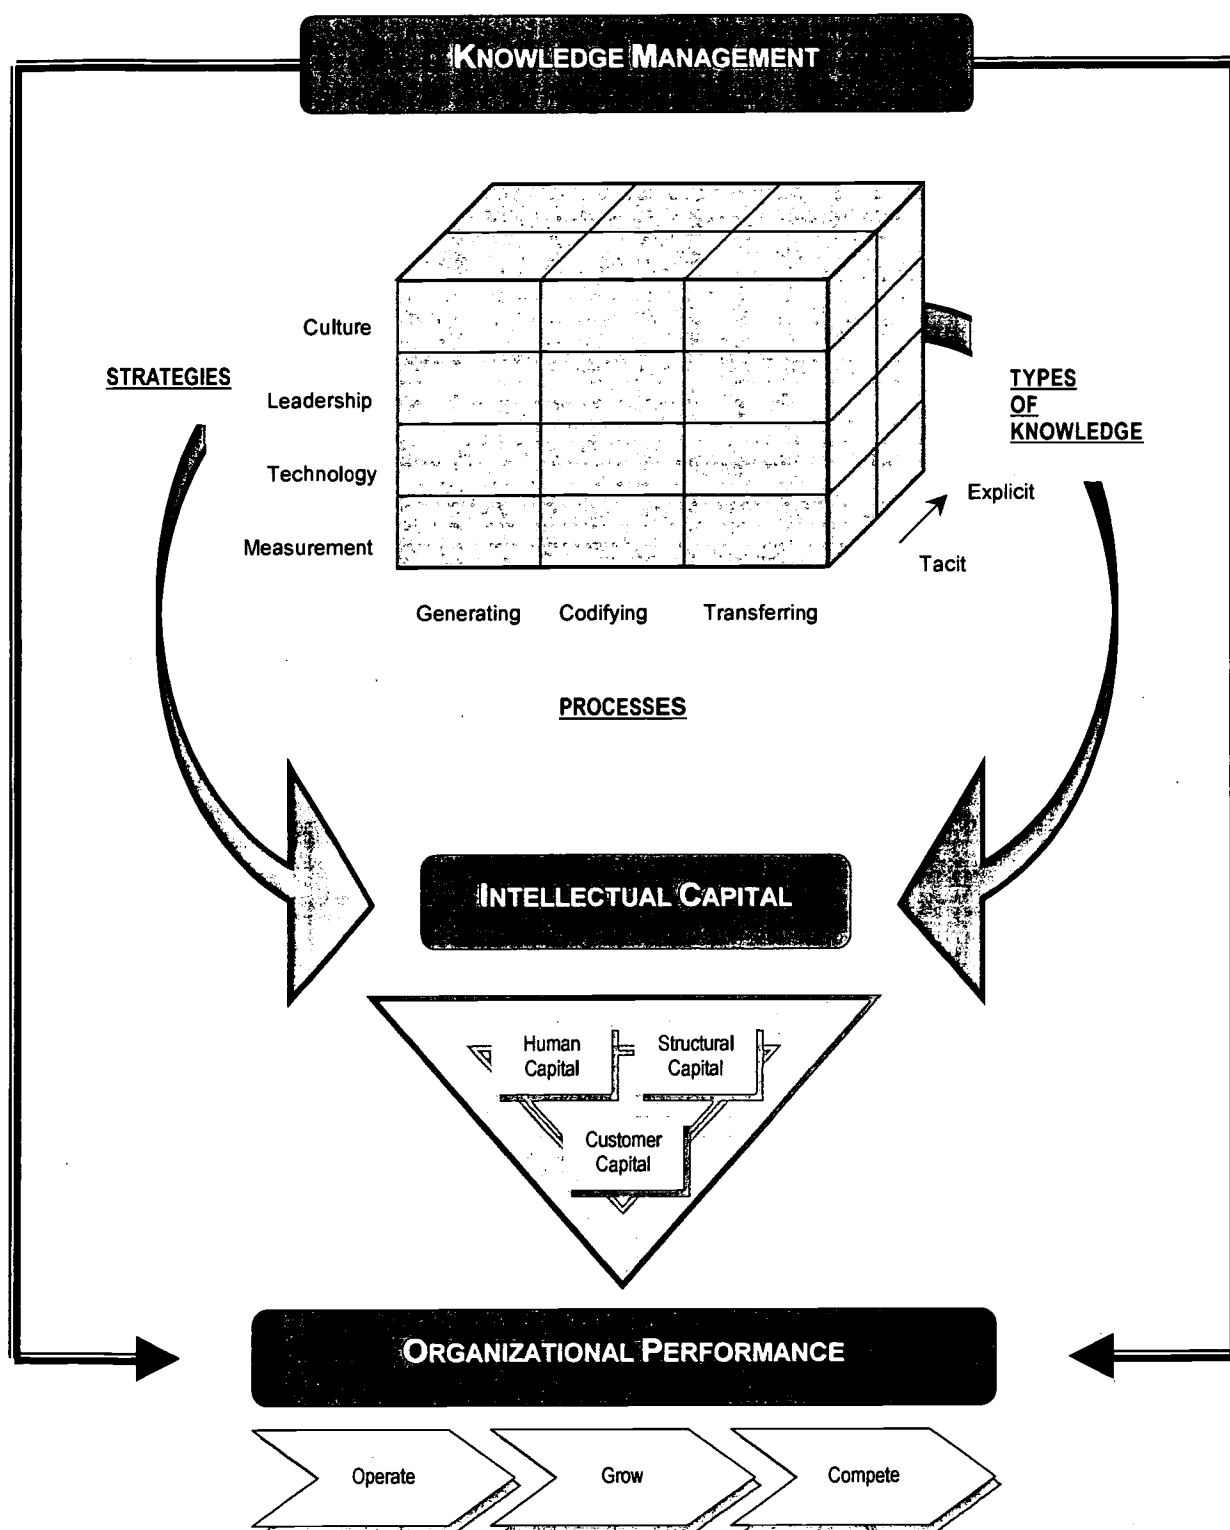 KNOWLEDGE MANAGEMENT
Culture
STRATEGIES
Leadership
TYPES
OF
KNOWLEDGE
Technology
Explicit
Measurement
Tacit
Generating Codifying Transferring
PROCESSES
INTELLECTUAL CAPITAL
Human
Capital
Structural
Capital
Customer
Capital
ORGANIZATIONAL PERFORMANCE
Operate Grow Compete